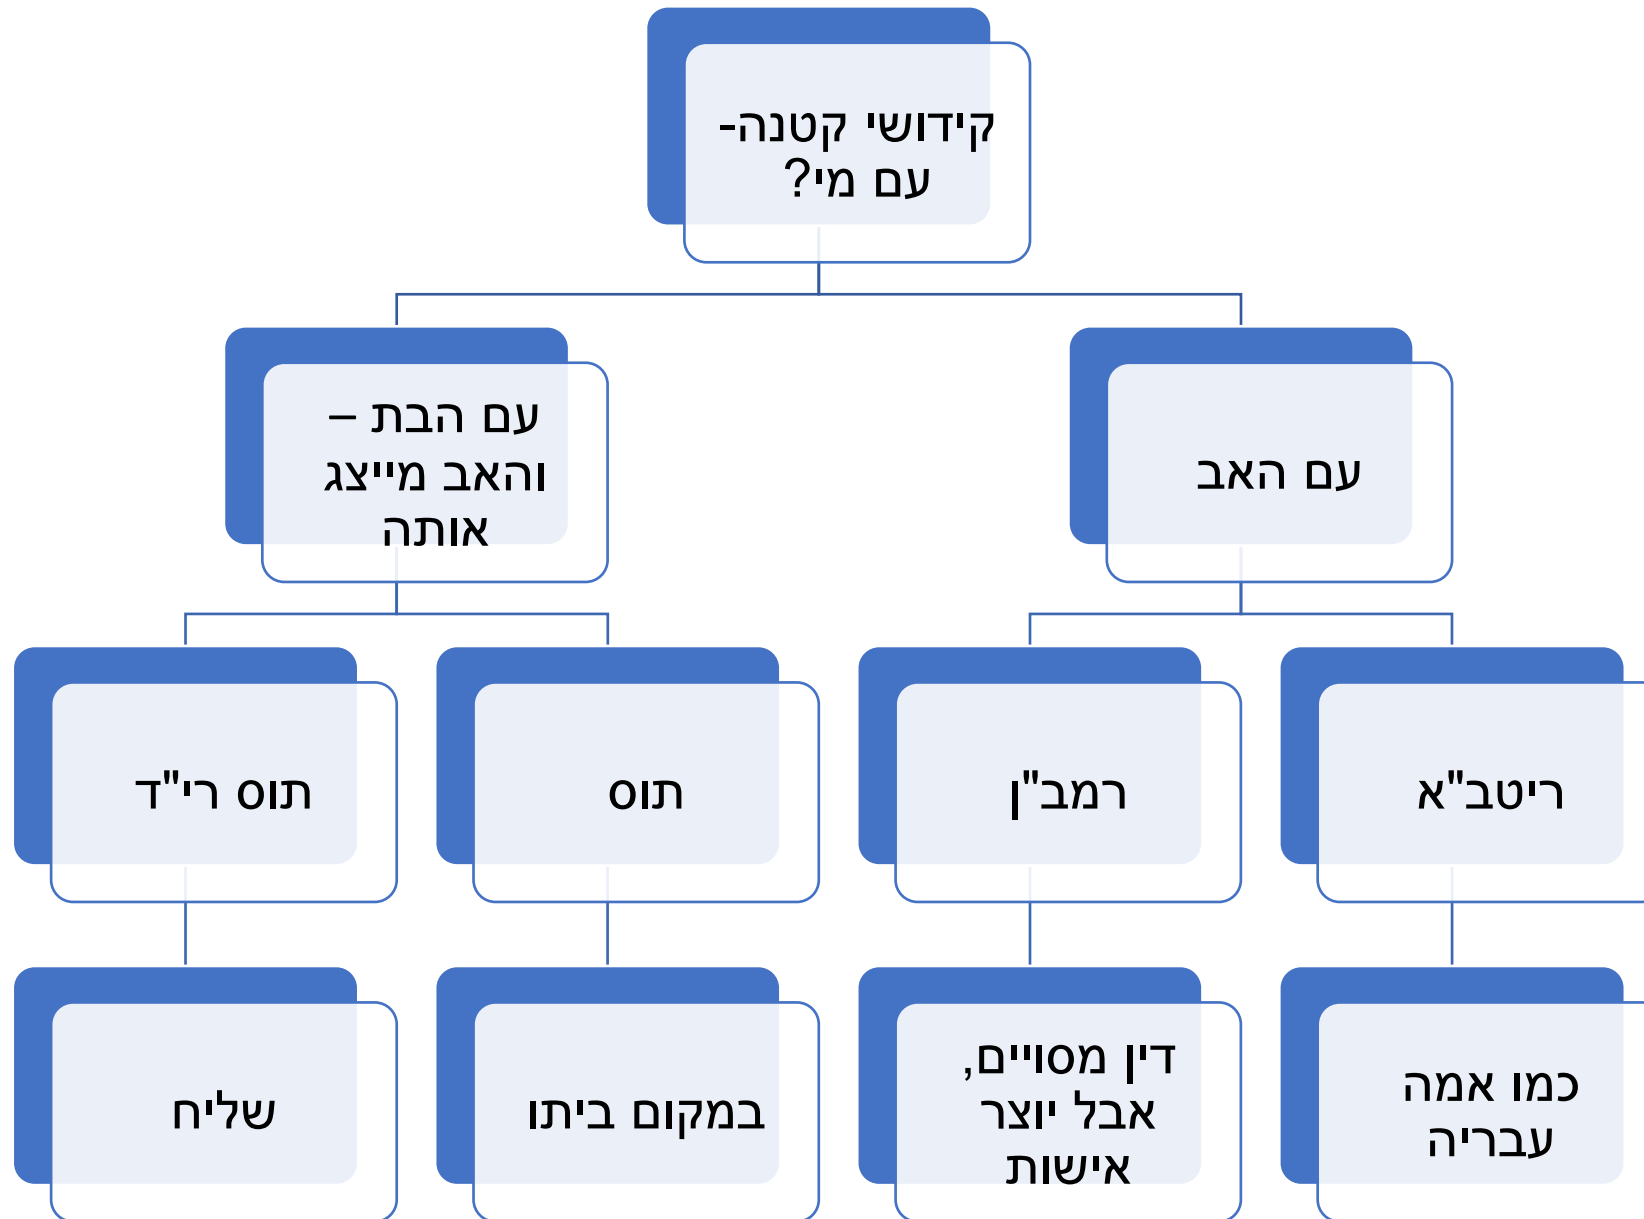 קידושי קטנה-
עם מי?
עם האב
עם הבת –
והאב מייצג
אותה
ריטב"א
רמב"ן
תוס
תוס רי"ד
כמו אמה
עבריה
דין מסויים,
אבל יוצר
אישות
במקום ביתו
שליח